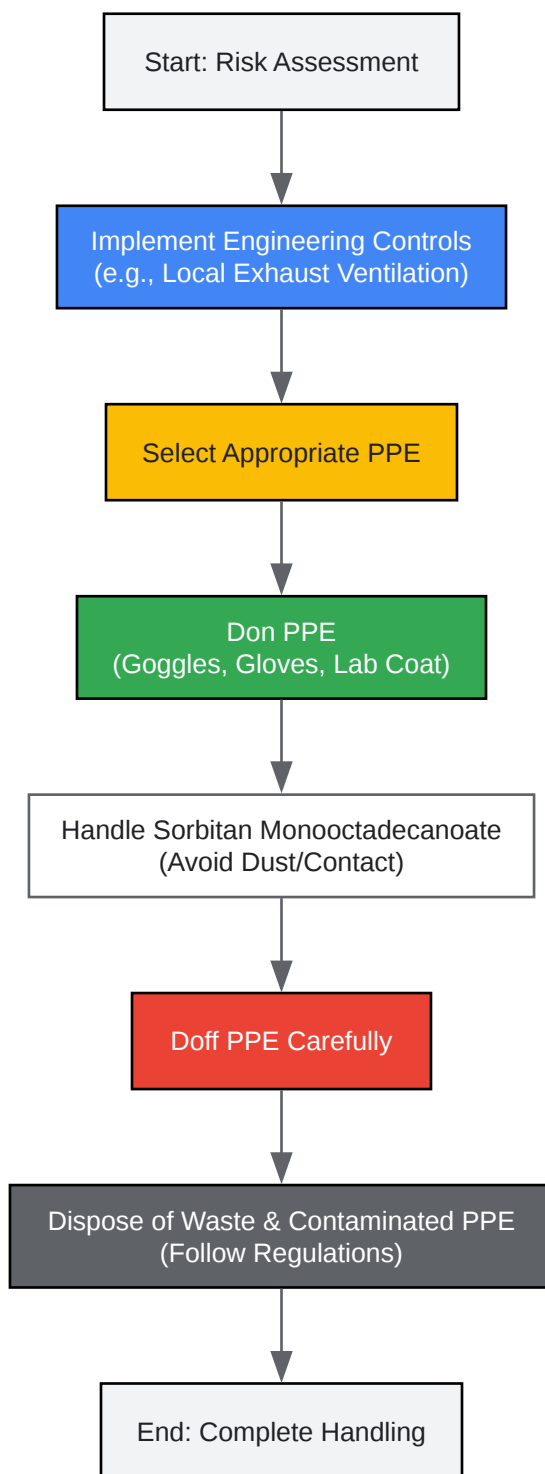 Start: Risk Assessment
Implement Engineering Controls
(e.g., Local Exhaust Ventilation)
Select Appropriate PPE
Don PPE
(Goggles, Gloves, Lab Coat)
Handle Sorbitan Monooctadecanoate
(Avoid Dust/Contact)
Doff PPE Carefully
Dispose of Waste & Contaminated PPE
(Follow Regulations)
End: Complete Handling